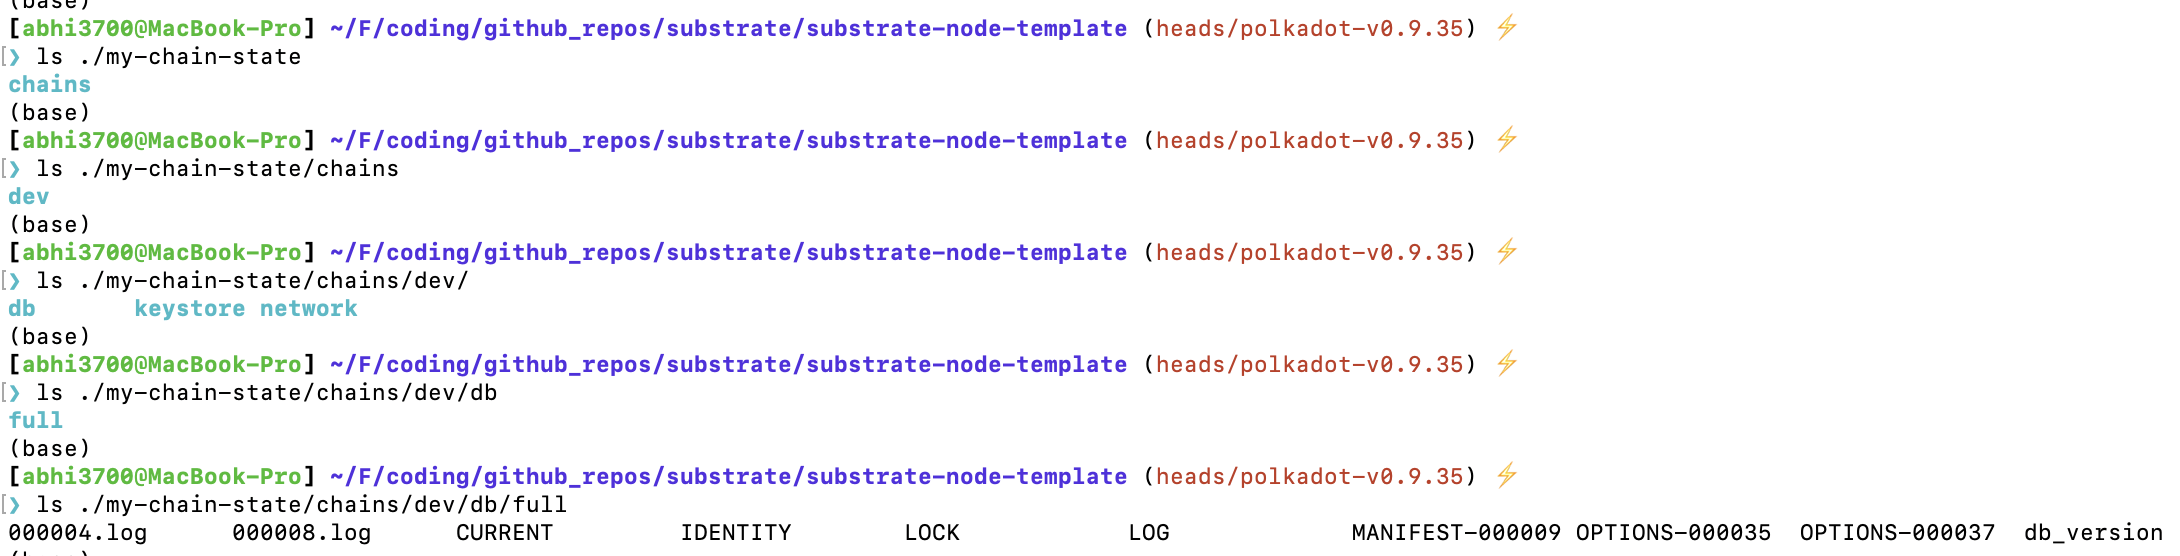 (base)
[abhi3700@MacBook-Pro] ~/F/coding/github_repos/substrate/substrate-node-template (heads/polkadot-v0.9.35) ⚡
[❯ ls ./my-chain-state
chains
(base)
[abhi3700@MacBook-Pro] ~/F/coding/github_repos/substrate/substrate-node-template (heads/polkadot-v0.9.35) ⚡
[❯ ls ./my-chain-state/chains
dev
(base)
[abhi3700@MacBook-Pro] ~/F/coding/github_repos/substrate/substrate-node-template (heads/polkadot-v0.9.35) ⚡
[❯ ls ./my-chain-state/chains/dev/
db       keystore network
(base)
[abhi3700@MacBook-Pro] ~/F/coding/github_repos/substrate/substrate-node-template (heads/polkadot-v0.9.35) ⚡
[❯ ls ./my-chain-state/chains/dev/db
full
(base)
[abhi3700@MacBook-Pro] ~/F/coding/github_repos/substrate/substrate-node-template (heads/polkadot-v0.9.35) ⚡
[❯ ls ./my-chain-state/chains/dev/db/full
000004.log      000008.log      CURRENT         IDENTITY        LOCK            LOG             MANIFEST-000009 OPTIONS-000035  OPTIONS-000037  db_version
(base)